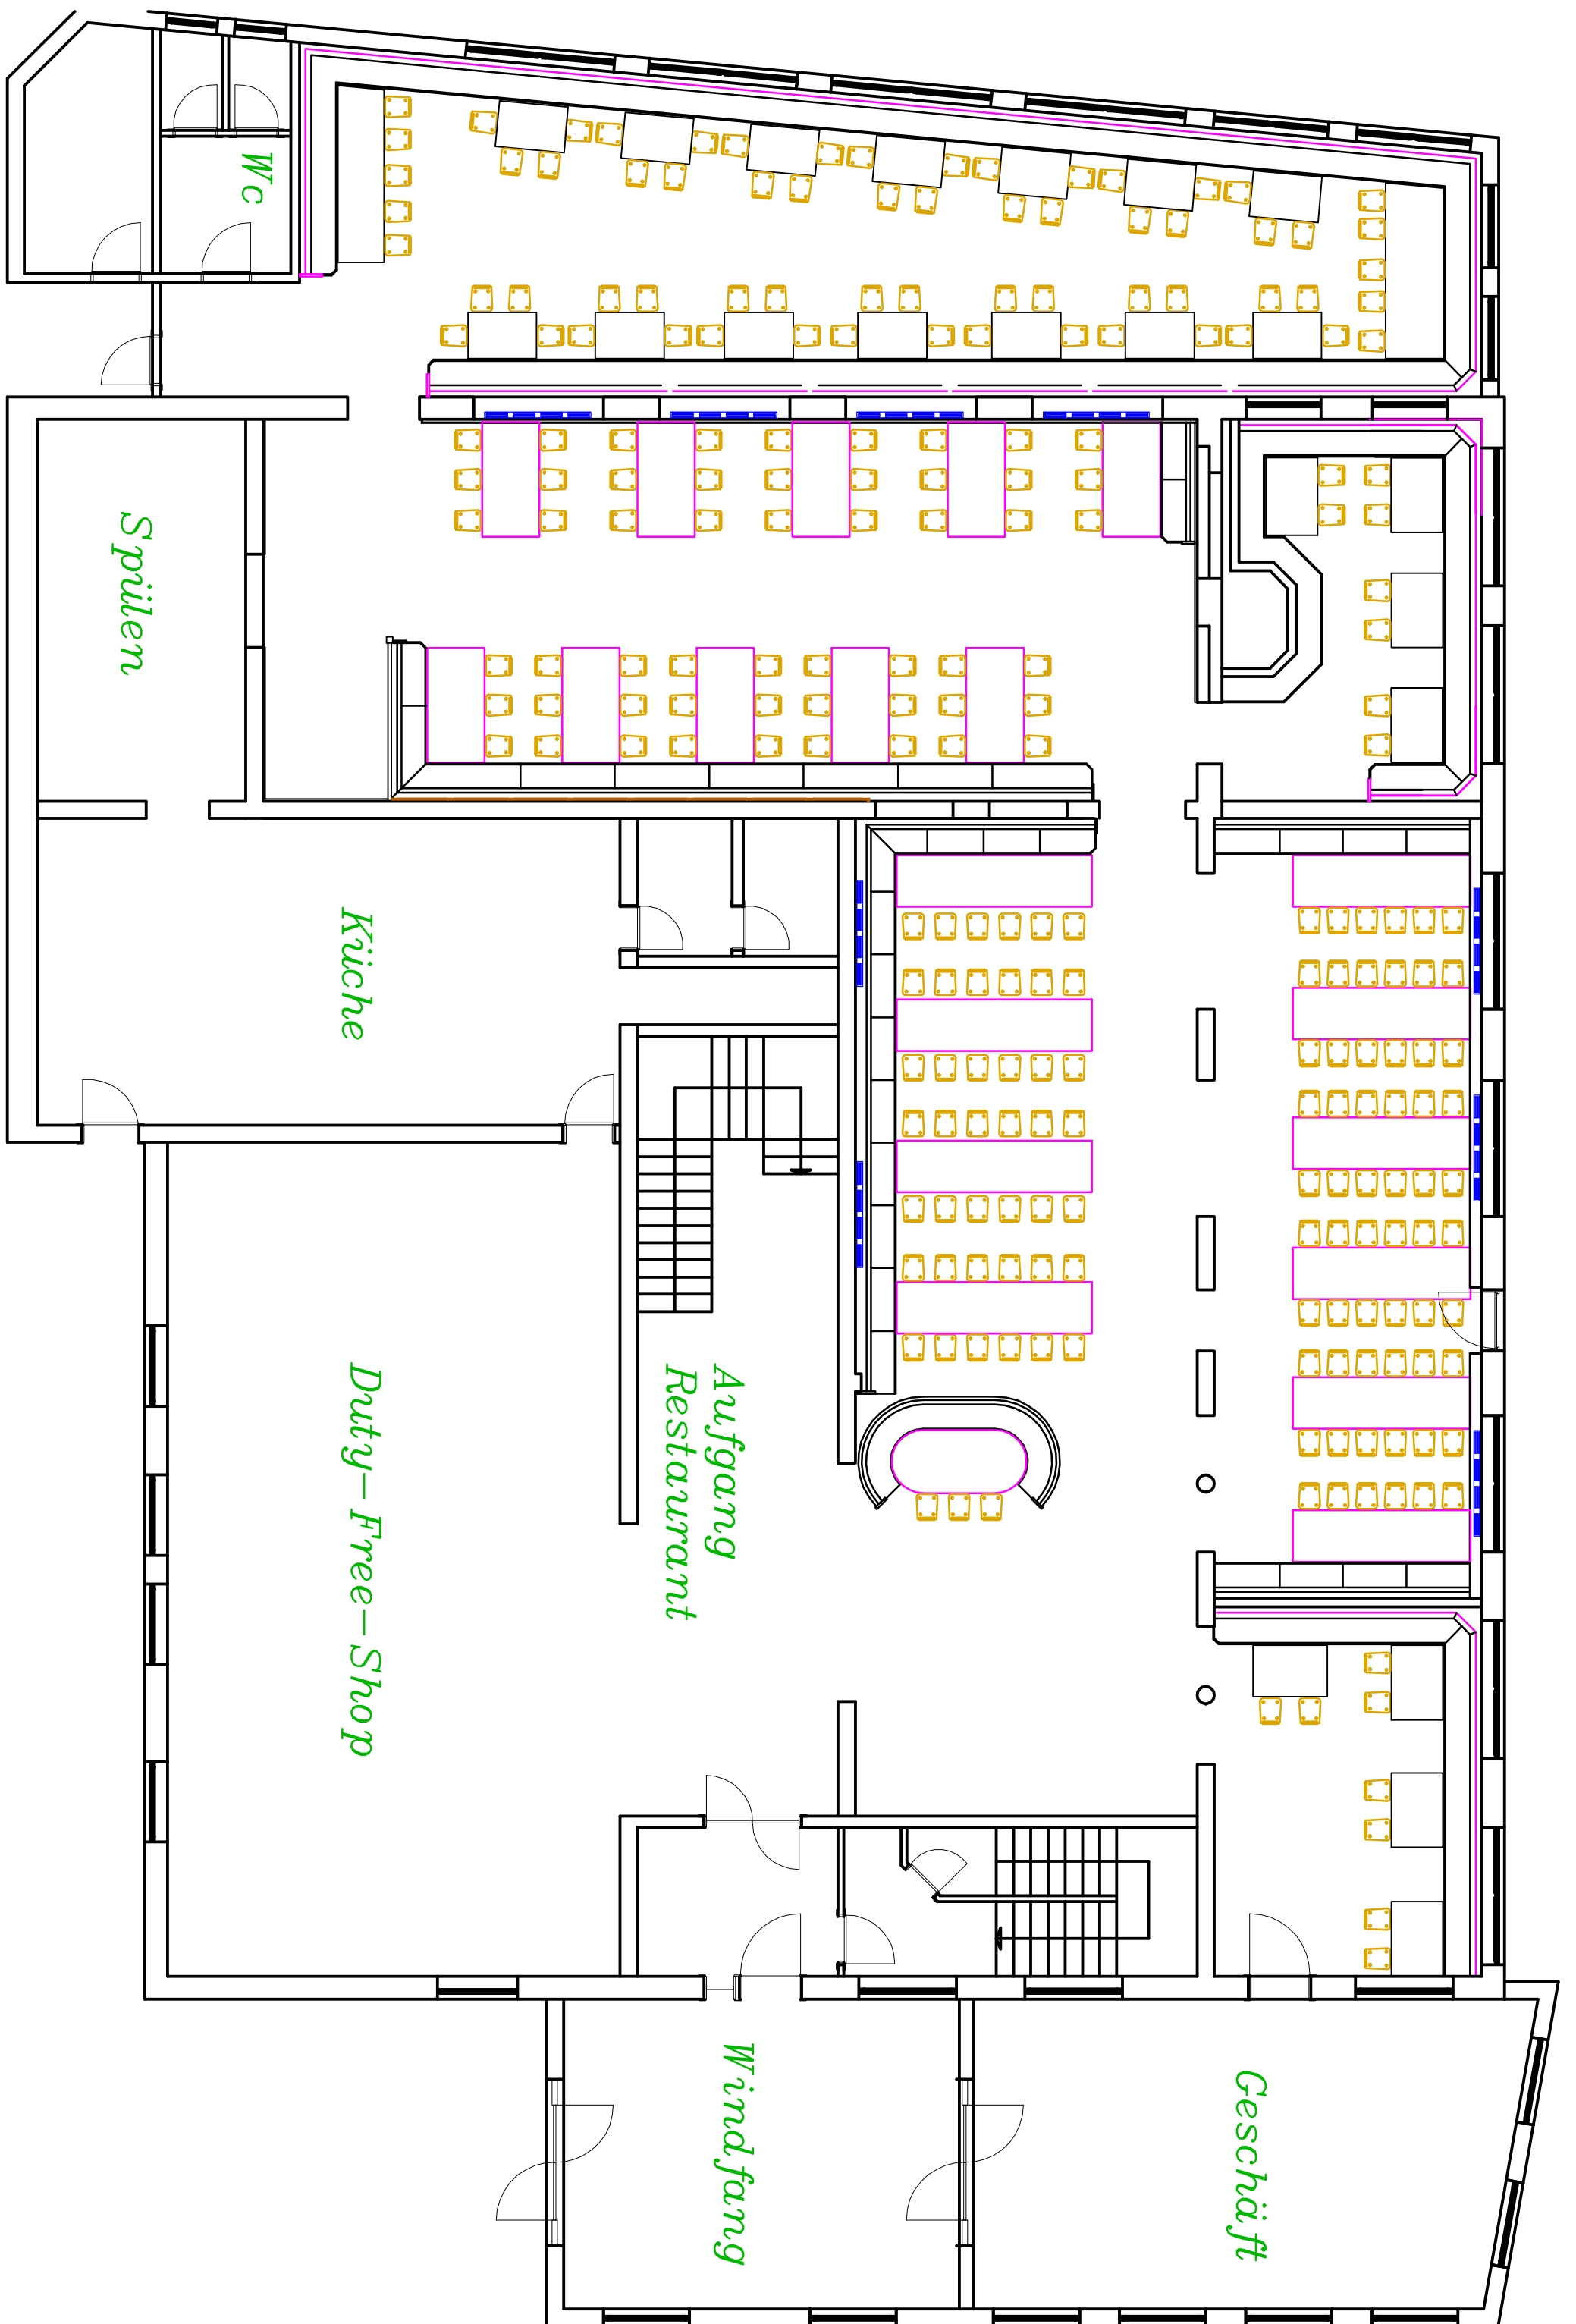 Wc
Spülen
Küche
Aufgang
Restaurant
Duty-Free-Shop
Windfang
Geschäft